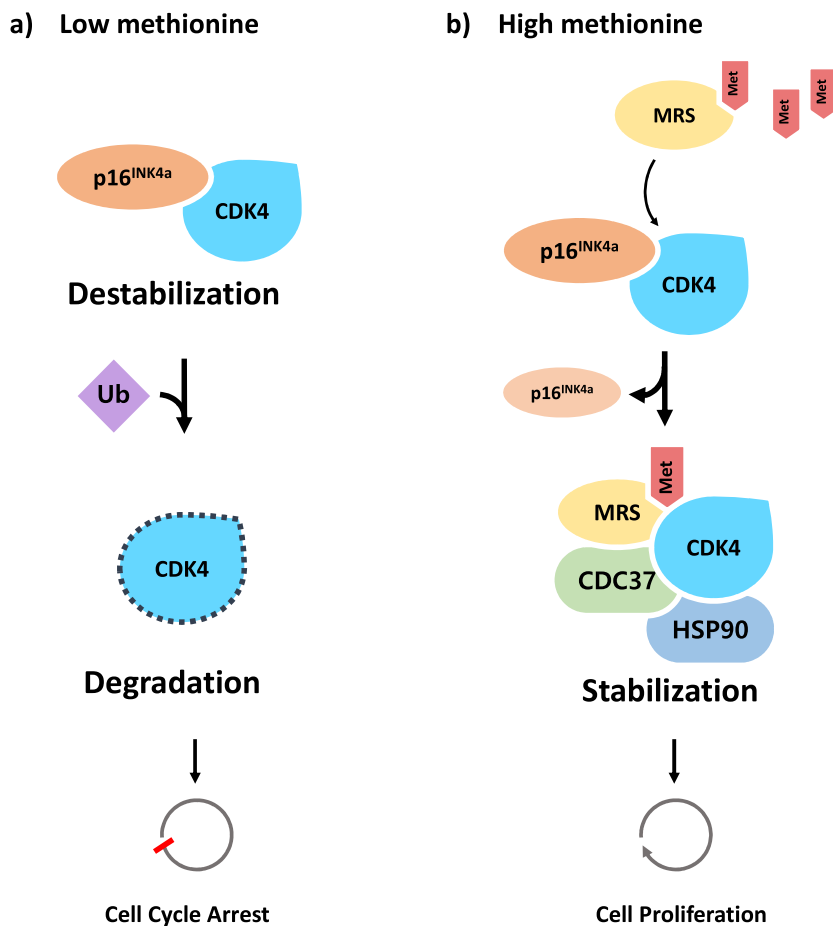 a) Low methionine
p16INK4a
CDK4
Destabilization
Ub
CDK4
Degradation
Cell Cycle Arrest
b) High methionine
Met
Met
Met
MRS
p16INK4a
CDK4
p16INK4a
Met
MRS
CDK4
CDC37
HSP90
Stabilization
Cell Proliferation